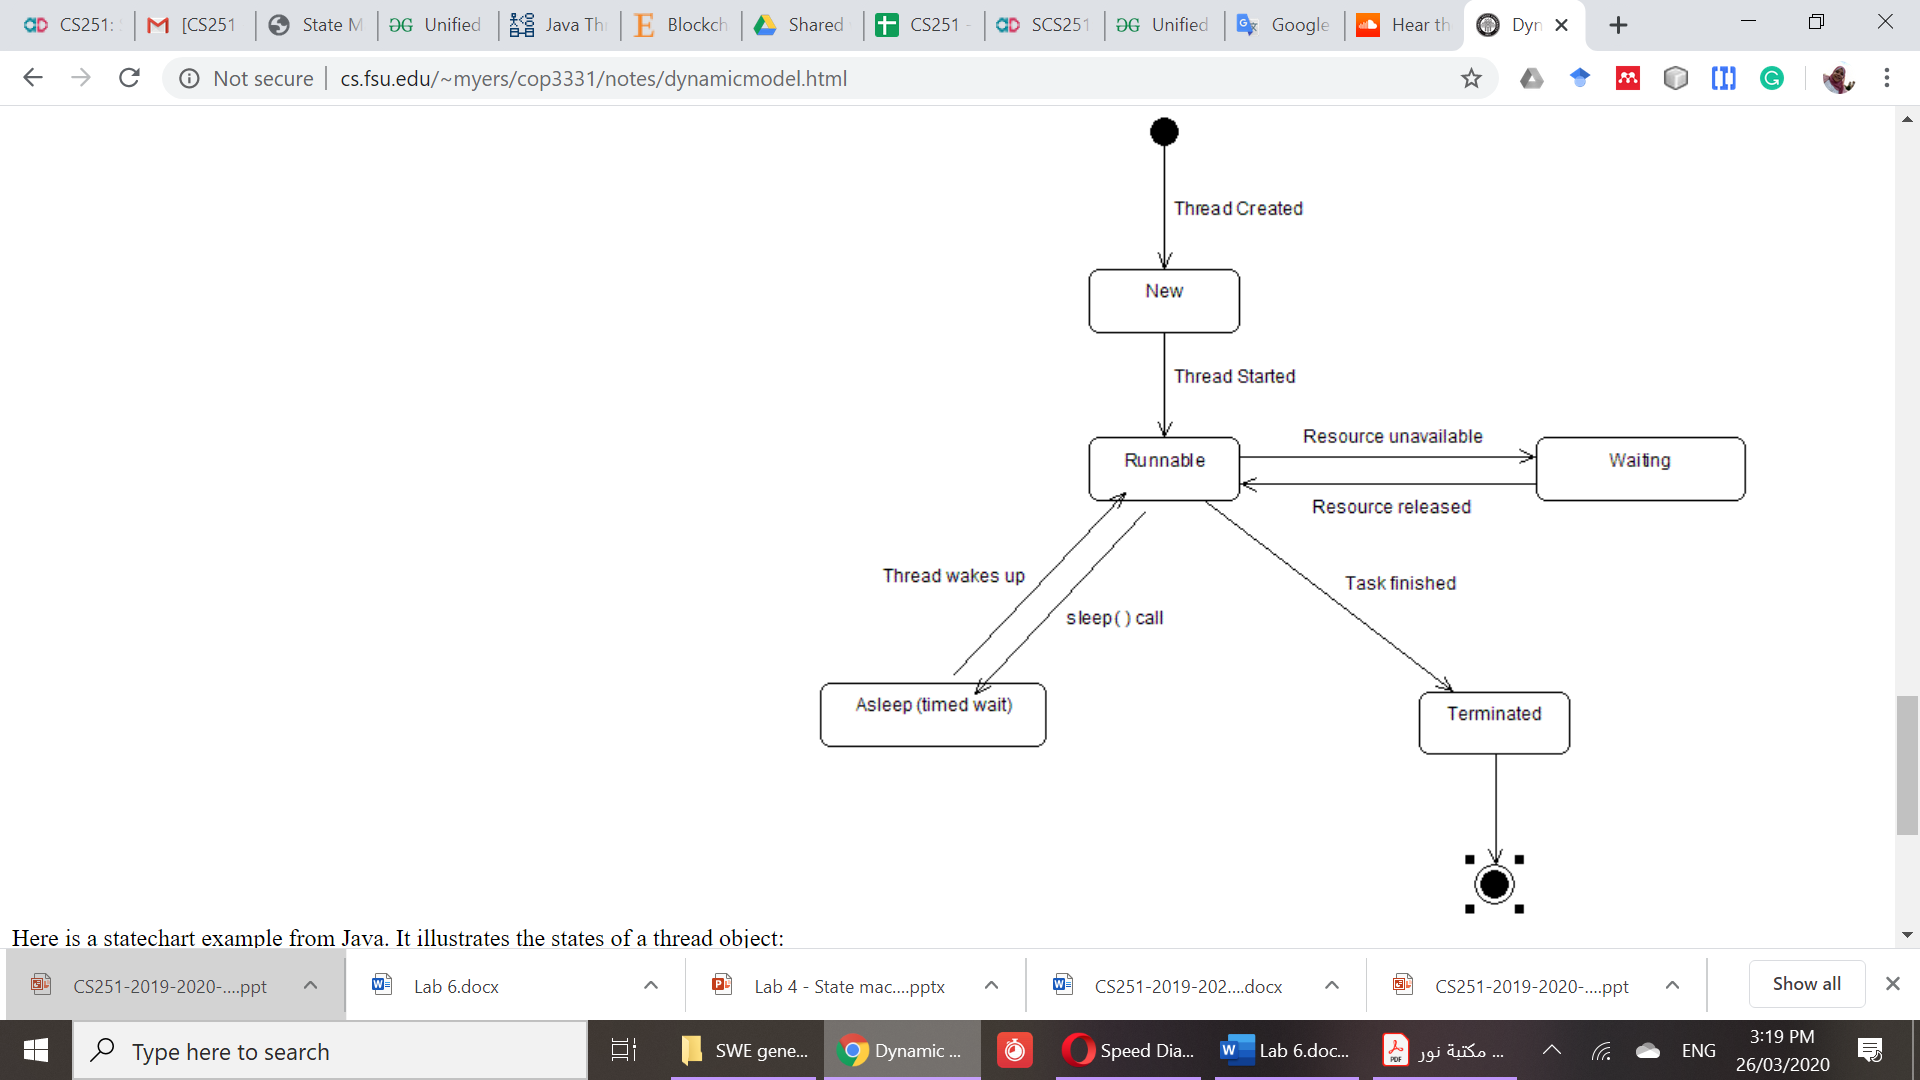 CS251:
[CS251
State M
Unified
Java Thr
Blockch
Shared
CS251 -
SCS251
Unified
Google
Hear th
Dyn
Not secure
cs.fsu.edu/~myers/cop3331/notes/dynamicmodel.html
Thread Created
New
Thread Started
Runnable
Resource unavailable
Waiting
Resource released
Thread wakes up
sleep( ) call
Task finished
Asleep (timed wait)
Terminated
Here is a statechart example from Java. It illustrates the states of a thread object:
CS251-2019-2020-....ppt
Lab 6.docx
Lab 4 - State mac....pptx
CS251-2019-202....docx
CS251-2019-2020-....ppt
Show all
Type here to search
SWE gene...
Dynamic ...
Speed Dia...
Lab 6.doc...
مكتبة نور ...
ENG
3:19 PM
26/03/2020